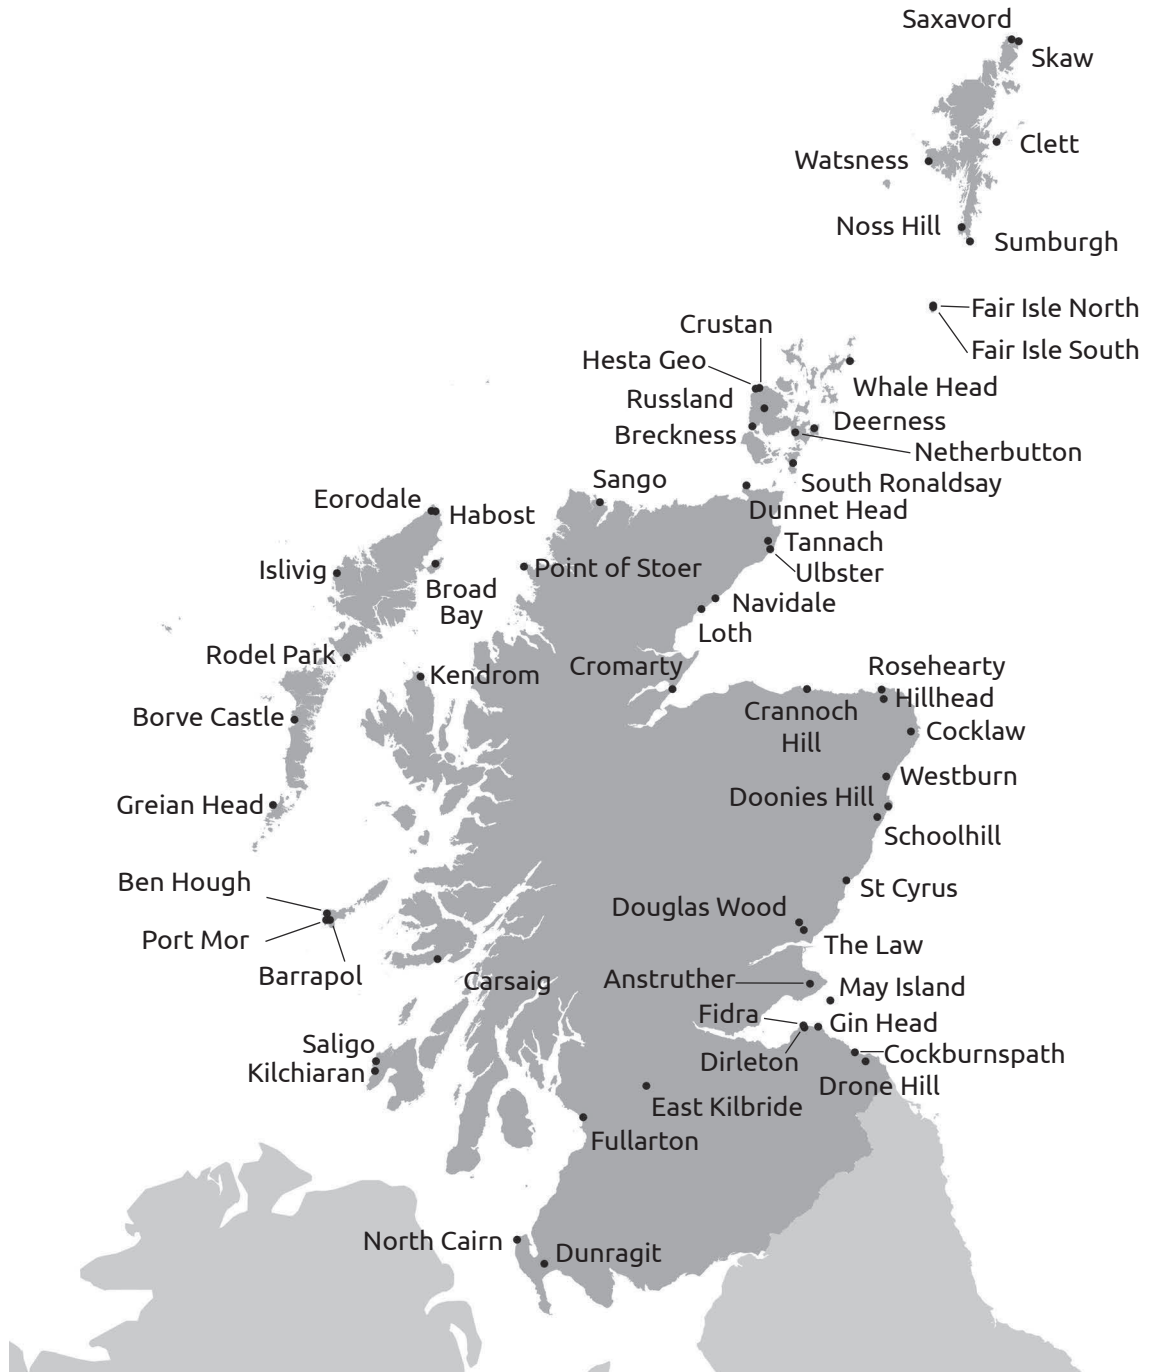 Saxavord
Skaw
Clett
Watsness
Noss Hill
Sumburgh
Fair Isle North
Fair Isle South
Crustan
Hesta Geo
Whale Head
Russland
Deerness
Breckness
Netherbutton
Sango
South Ronaldsay
Eorodale
Habost
Dunnet Head
Tannach
Islivig
Point of Stoer
Ulbster
Broad
Bay
Navidale
Loth
Rodel Park
Kendrom
Cromarty
Rosehearty
Hillhead
Borve Castle
Crannoch
Hill
Cocklaw
Westburn
Greian Head
Doonies Hill
Schoolhill
Ben Hough
St Cyrus
Douglas Wood
Port Mor
The Law
Barrapol
Carsaig
Anstruther
May Island
Fidra
Gin Head
Saligo
Dirleton
Cockburnspath
Kilchiaran
Drone Hill
East Kilbride
Fullarton
North Cairn
Dunragit